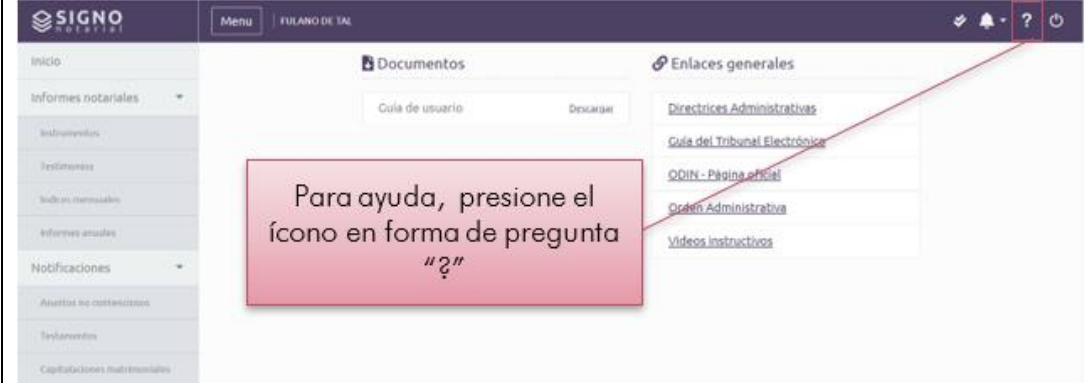 SIGNO
notarial
Menu
FULANO DE TAL
?
Inicio
Informes notariales
Instrumentos
Testimonios
Índices mensuales
Informes anuales
Notificaciones
Asuntos no contenciosos
Testamentos
Capitulaciones matrimoniales
Documentos
Guía de usuario
Descargar
Enlaces generales
Directrices Administrativas
Guía del Tribunal Electrónico
ODIN - Página oficial
Orden Administrativa
Videos instructivos
Para ayuda, presione el
ícono en forma de pregunta
“?”